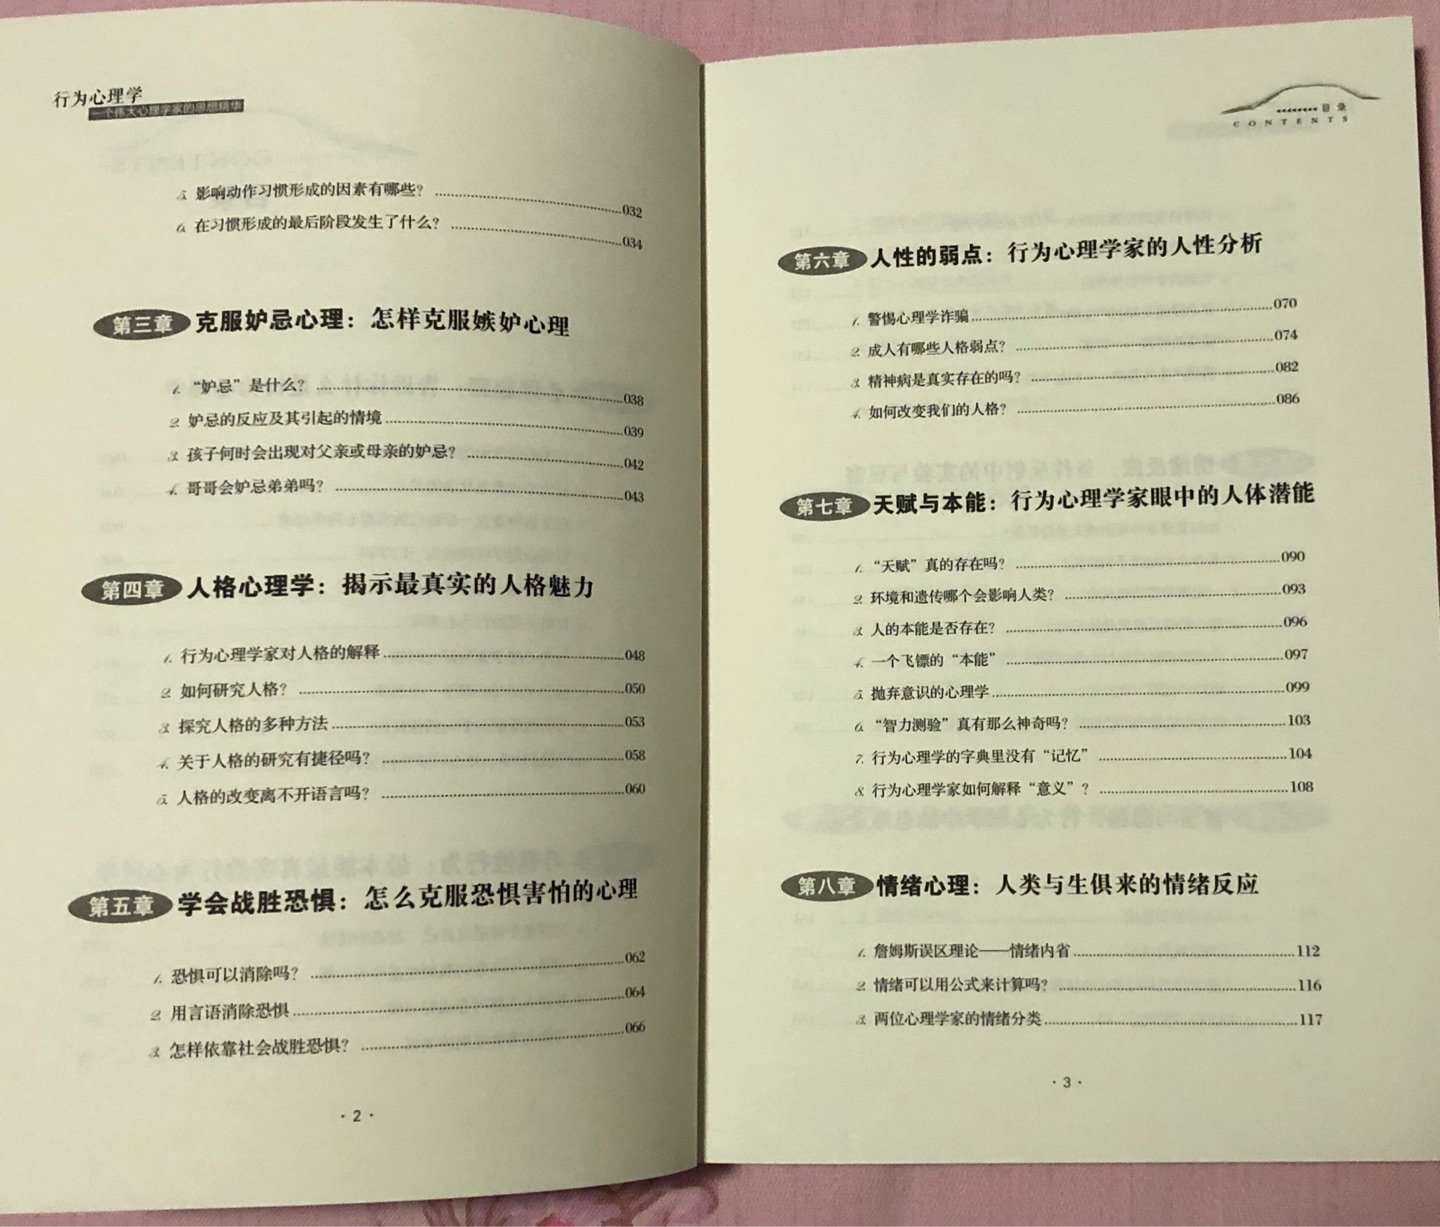 行为心理学
一个伟大心理学家的思想精华
5. 影响动作习惯形成的因素有哪些? 032
6. 在习惯形成的最后阶段发生了什么? 034
第三章 克服妒忌心理：怎样克服嫉妒心理
1. “妒忌”是什么? 038
2. 妒忌的反应及其引起的情境 039
3. 孩子何时会出现对父亲或母亲的妒忌? 042
4. 哥哥会妒忌弟弟吗? 043
第四章 人格心理学：揭示最真实的人格魅力
1. 行为心理学家对人格的解释 048
2. 如何研究人格? 050
3. 探究人格的多种方法 053
4. 关于人格的研究有捷径吗? 058
5. 人格的改变离不开语言吗? 060
第五章 学会战胜恐惧：怎么克服恐惧害怕的心理
1. 恐惧可以消除吗? 062
2. 用言语消除恐惧 064
3. 怎样依靠社会战胜恐惧? 066
· 2 ·
目录
CONTENTS
第六章 人性的弱点：行为心理学家的人性分析
1. 警惕心理学诈骗 070
2. 成人有哪些人格弱点? 074
3. 精神病是真实存在的吗? 082
4. 如何改变我们的人格? 086
第七章 天赋与本能：行为心理学家眼中的人体潜能
1. “天赋”真的存在吗? 090
2. 环境和遗传哪个会影响人类? 093
3. 人的本能是否存在? 096
4. 一个飞镖的“本能” 097
5. 抛弃意识的心理学 099
6. “智力测验”真有那么神奇吗? 103
7. 行为心理学的字典里没有“记忆” 104
8. 行为心理学家如何解释“意义”? 108
第八章 情绪心理：人类与生俱来的情绪反应
1. 詹姆斯误区理论——情绪内省 112
2. 情绪可以用公式来计算吗? 116
3. 两位心理学家的情绪分类 117
· 3 ·